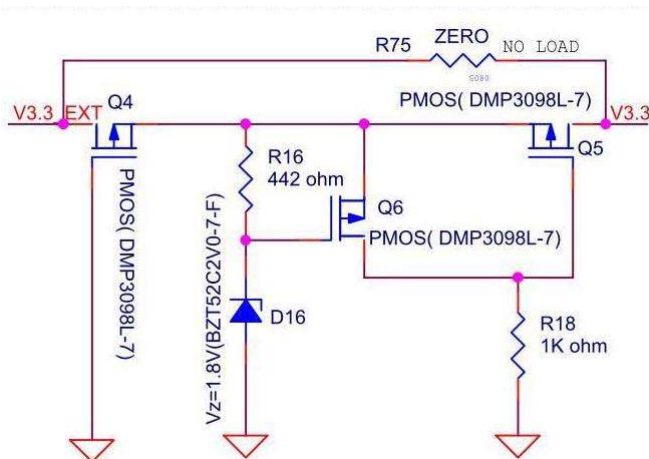 R75
ZERO
NO LOAD
V3.3_EXT
Q4
PMOS( DMP3098L-7)
V3.3
Q5
R16
442 ohm
Q6
PMOS( DMP3098L-7)
PMOS( DMP3098L-7)
D16
Vz=1.8V(BZT52C2V0-7-F)
R18
1K ohm